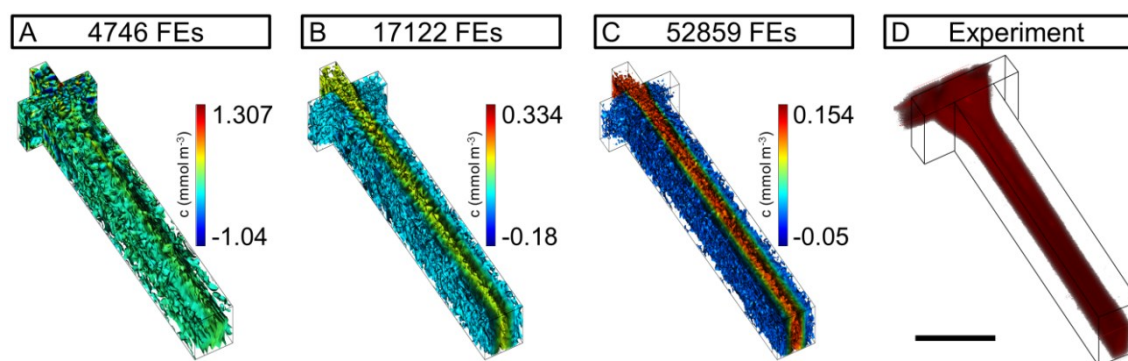 A 4746 FEs
B 17122 FEs
C 52859 FEs
D Experiment
1.307
c (mmol m⁻³)
-1.04
0.334
c (mmol m⁻³)
-0.18
0.154
c (mmol m⁻³)
-0.05